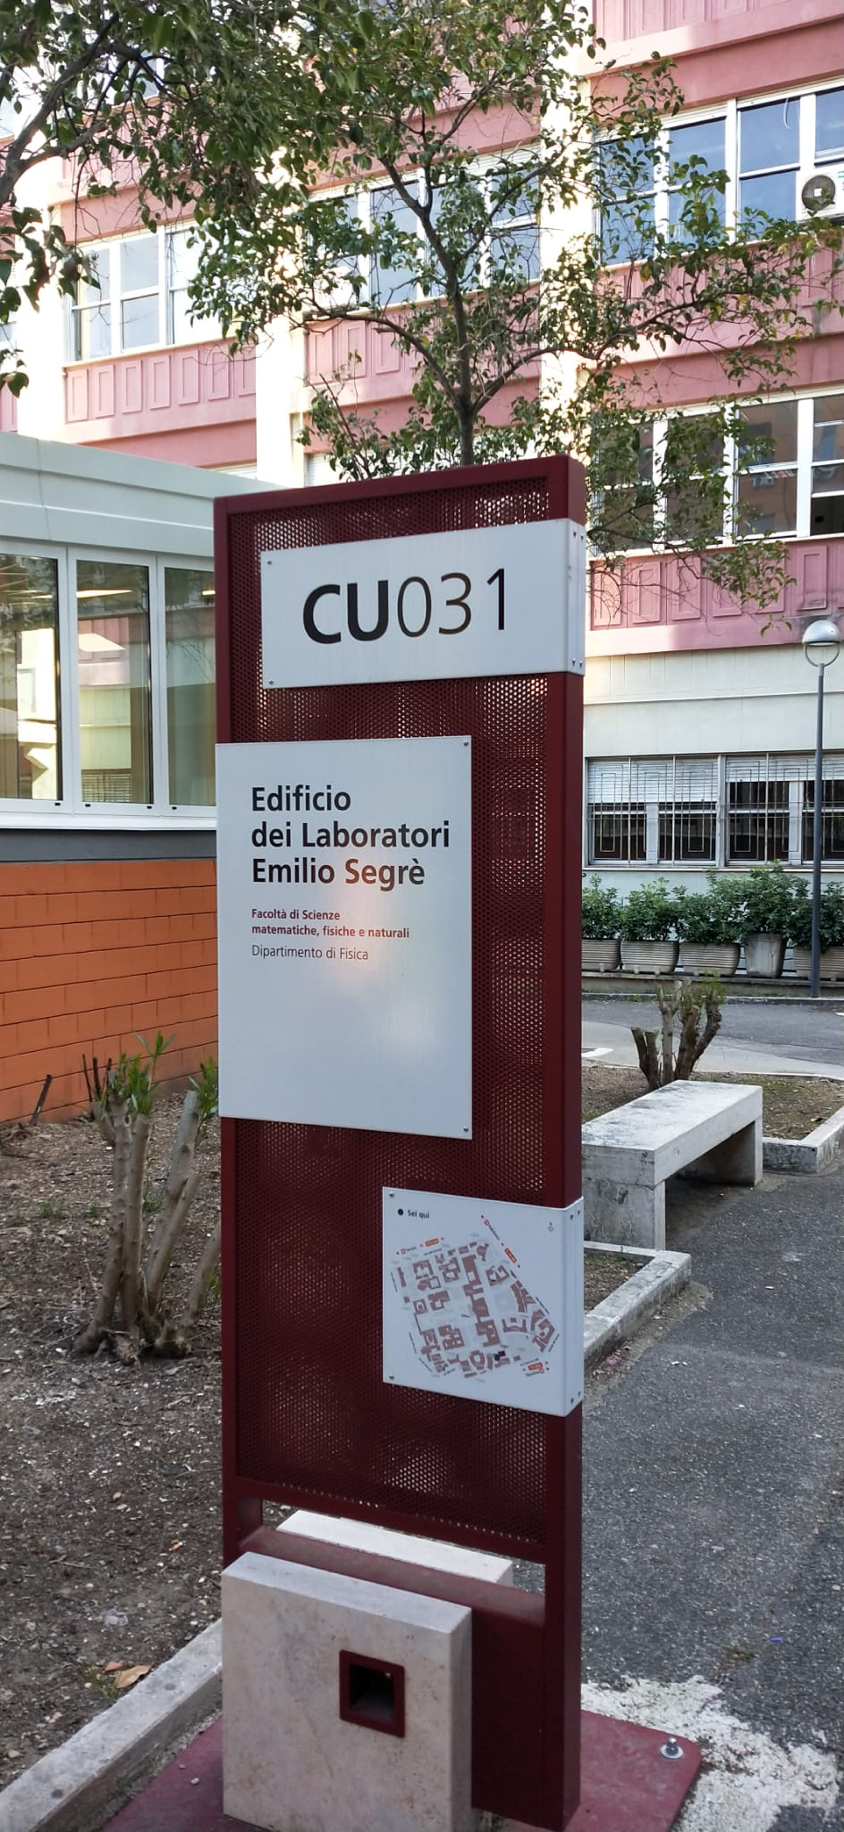 CU031
Edificio
dei Laboratori
Emilio Segrè
Facoltà di Scienze
matematiche, fisiche e naturali
Dipartimento di Fisica
Sei qui